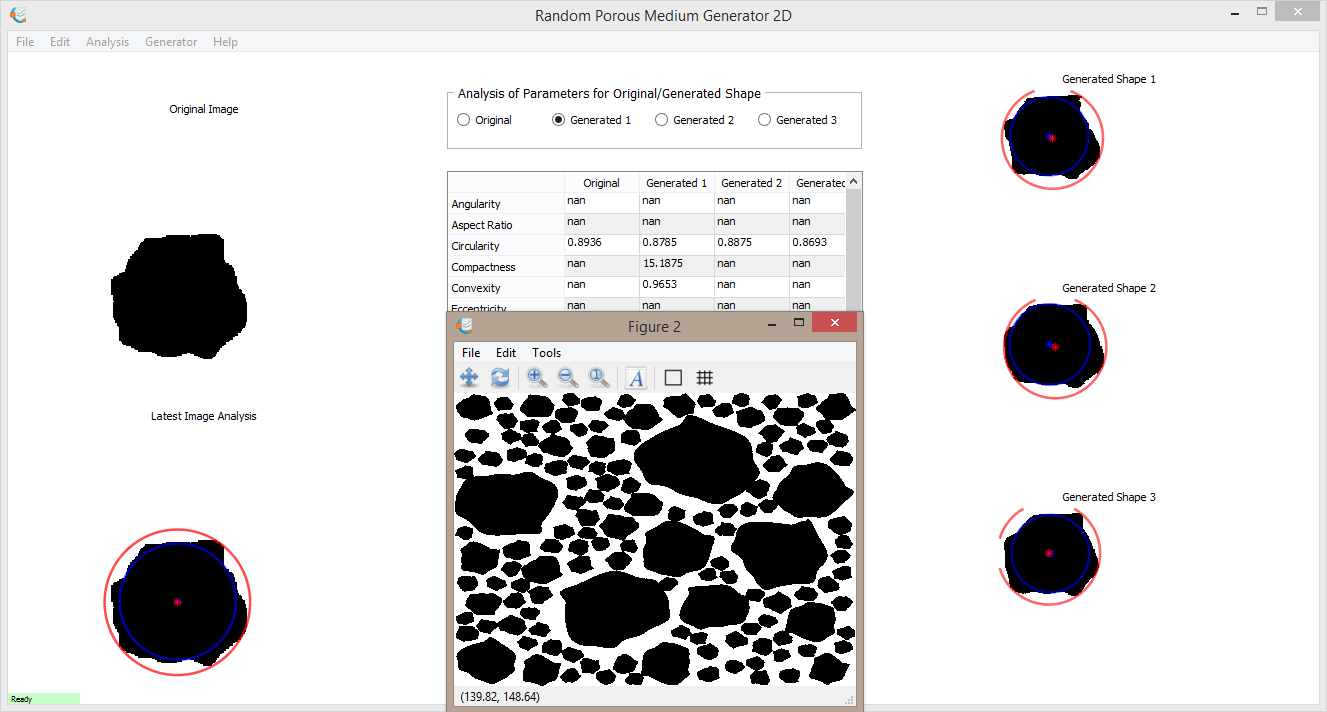 Random Porous Medium Generator 2D
File Edit Analysis Generator Help
Original Image
Latest Image Analysis
Ready
Analysis of Parameters for Original/Generated Shape
Original Generated 1 Generated 2 Generated 3
Original Generated 1 Generated 2 Generated
Angularity nan nan nan nan
Aspect Ratio nan nan nan nan
Circularity 0.8936 0.8785 0.8875 0.8693
Compactness nan 15.1875 nan nan
Convexity nan 0.9653 nan nan
Eccentricity nan nan nan nan
Figure 2
File Edit Tools
A
(139.82, 148.64)
Generated Shape 1
Generated Shape 2
Generated Shape 3